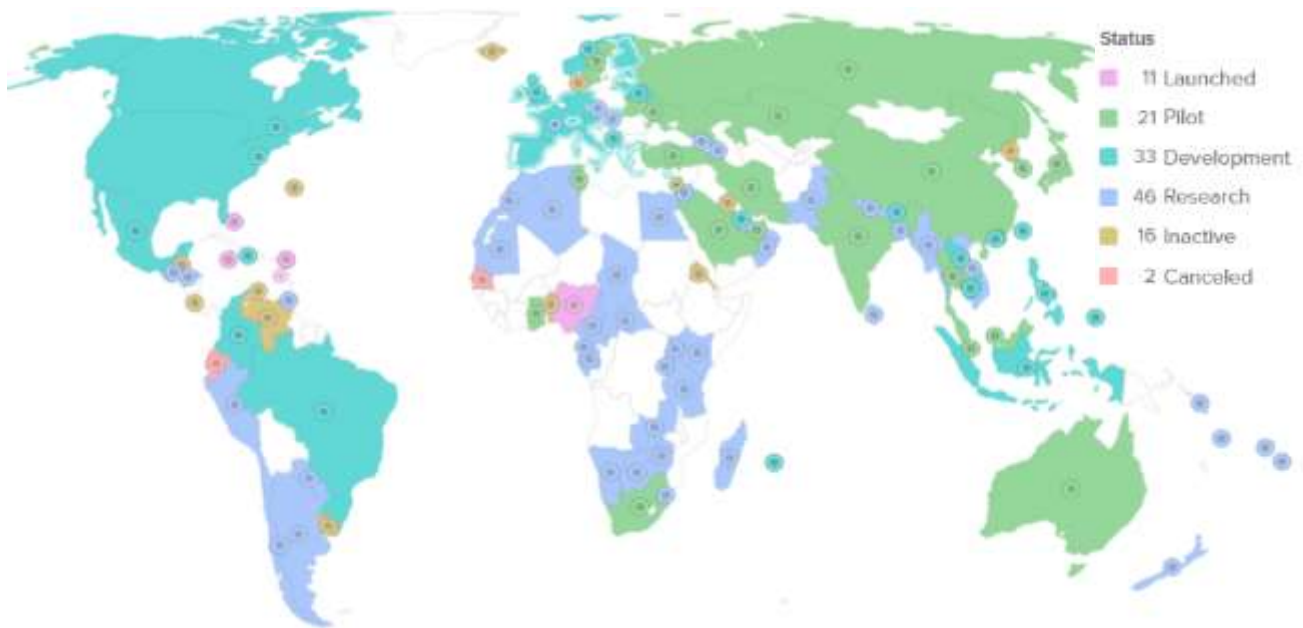 Status
11 Launched
21 Pilot
33 Development
46 Research
16 Inactive
2 Canceled